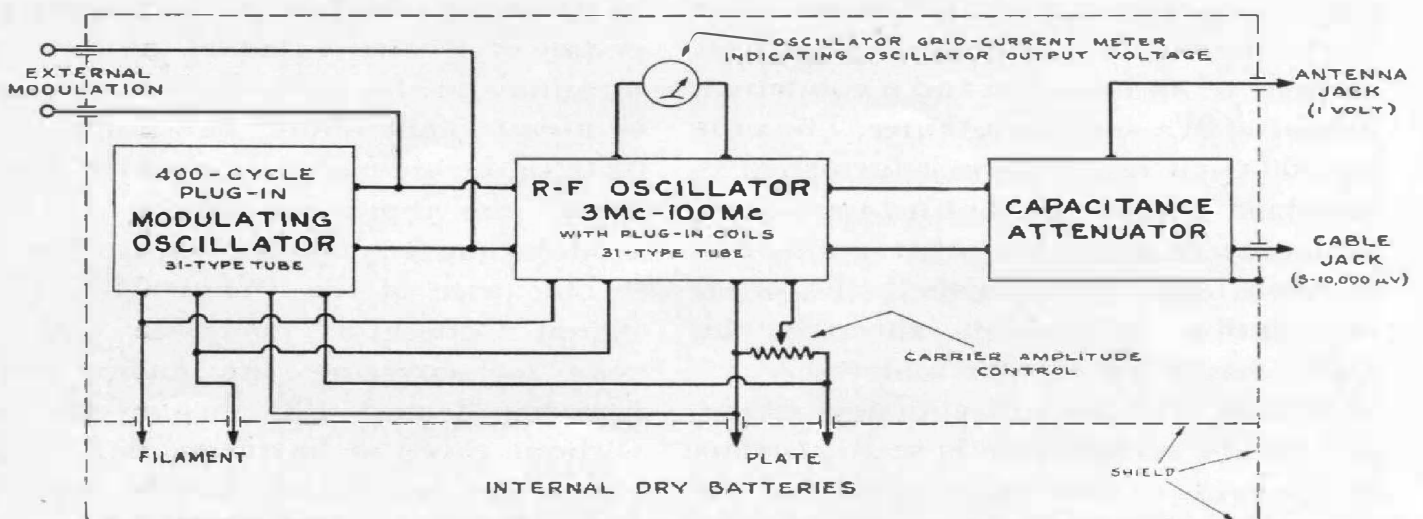 OSCILLATOR GRID-CURRENT METER
INDICATING OSCILLATOR OUTPUT VOLTAGE
EXTERNAL
MODULATION
ANTENNA
JACK
(1 VOLT)
400-CYCLE
PLUG-IN
MODULATING
OSCILLATOR
31-TYPE TUBE
R-F OSCILLATOR
3Mc-100Mc
WITH PLUG-IN COILS
31-TYPE TUBE
CAPACITANCE
ATTENUATOR
CABLE
JACK
(5-10,000 μV)
CARRIER AMPLITUDE
CONTROL
FILAMENT
PLATE
SHIELD
INTERNAL DRY BATTERIES